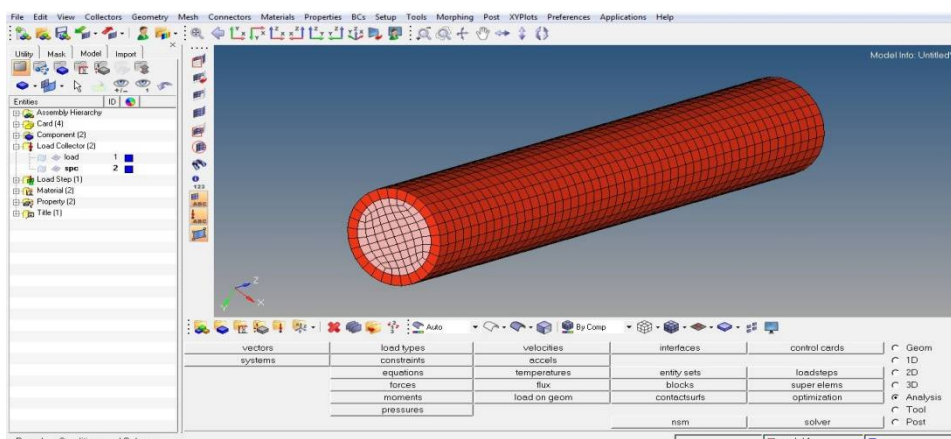 File Edit View Collectors Geometry Mesh Connectors Materials Properties BCs Setup Tools Morphing Post XYPlots Preferences Applications Help
Utility Mask Model Import
Model Info: Untitled*
Entities ID
Assembly Hierarchy
Card (4)
Component (2)
Load Collector (2)
load 1
spc 2
Load Step (1)
Material (2)
Property (2)
Title (1)
123
ABC
ABC
Z
Y
X
Auto By Comp
vectors load types velocities interfaces control cards Geom
systems constraints accels 1D
equations temperatures entity sets loadsteps 2D
forces flux blocks super elems 3D
moments load on geom contactsurfs optimization Analysis
pressures Tool
nsm solver Post